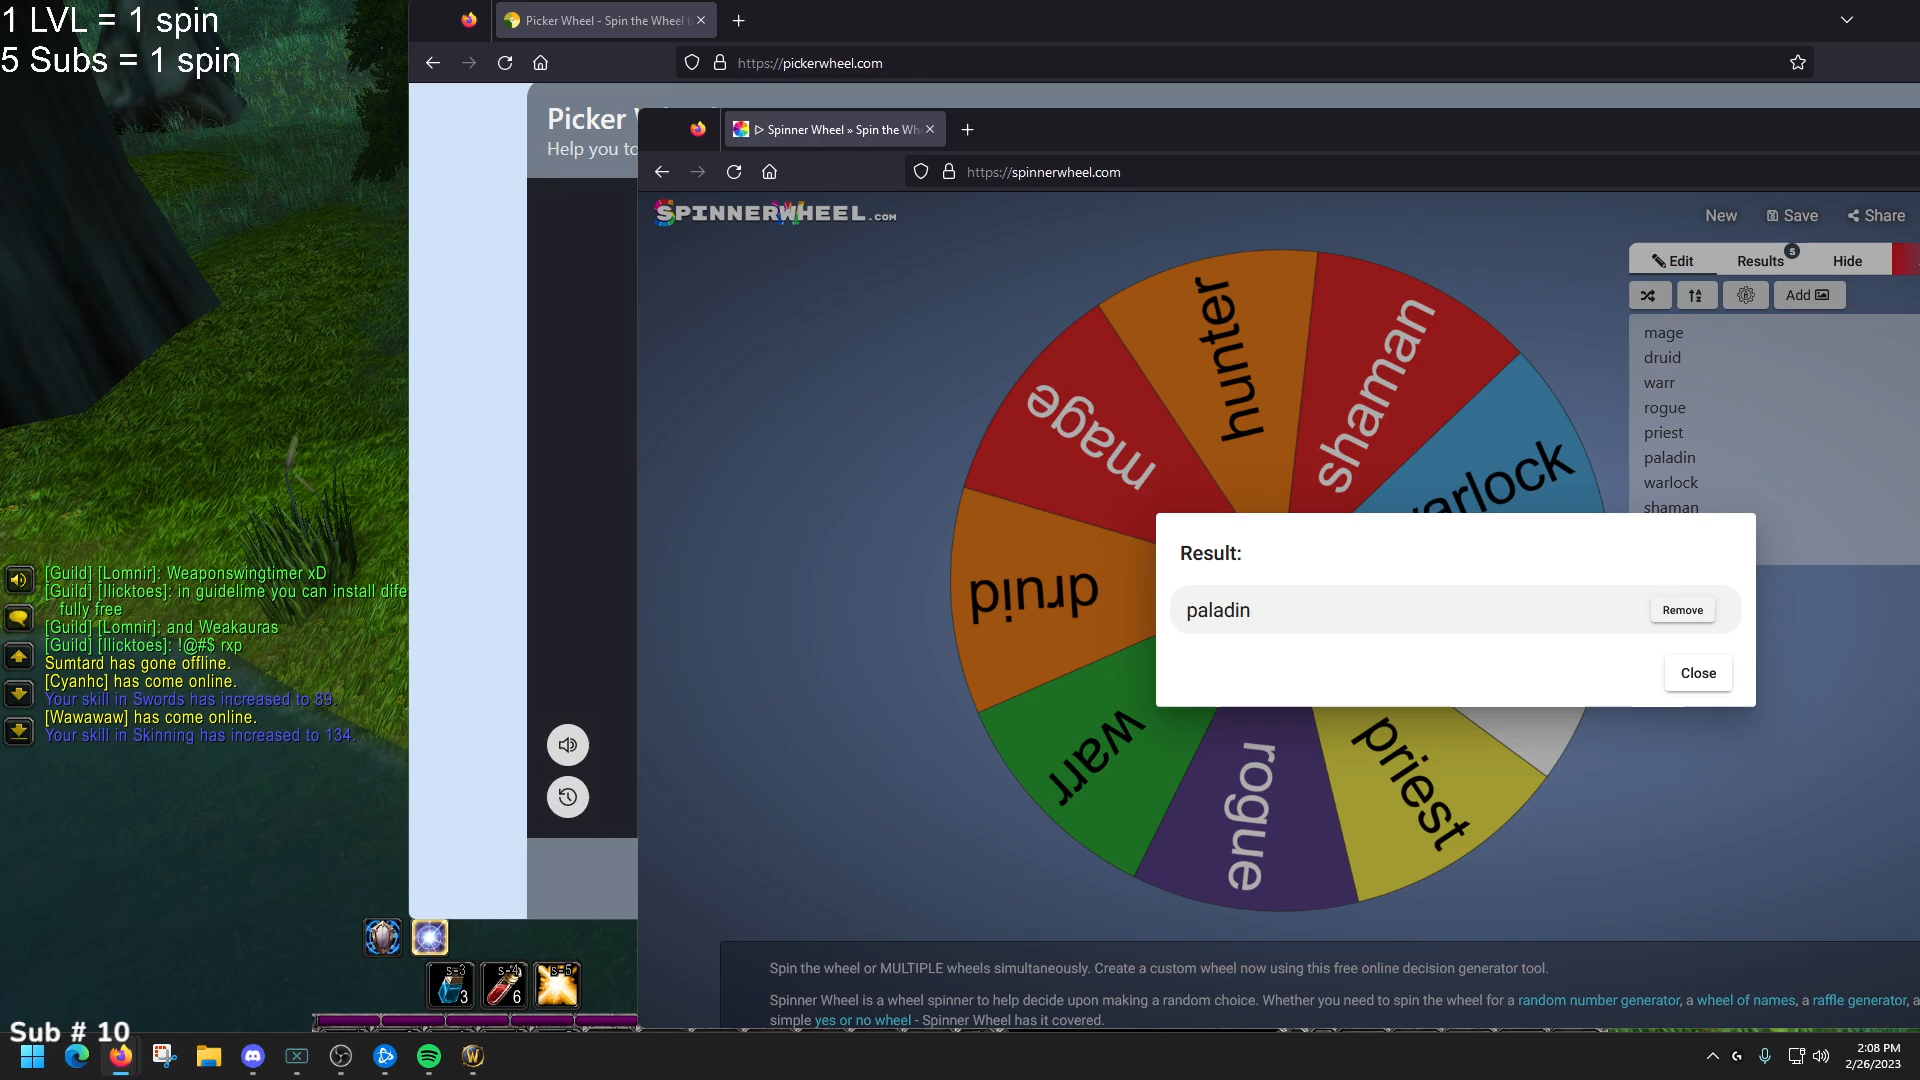 1 LVL = 1 spin
5 Subs = 1 spin
Picker Wheel - Spin the Wheel t
https://pickerwheel.com
Picker
Help you to
Spinner Wheel » Spin the Wh
https://spinnerwheel.com
SPINNERWHEEL.COM
New
Save
Share
Edit
Results
5
Hide
Add
mage
druid
warr
rogue
priest
paladin
warlock
shaman
hunter
shaman
mage
warlock
druid
warr
rogue
priest
Result:
paladin
Remove
Close
[Guild] [Lomnir]: Weaponswingtimer xD
[Guild] [Ilicktoes]: in guidelime you can install dife
fully free
[Guild] [Lomnir]: and Weakauras
[Guild] [Ilicktoes]: !@#$ rxp
Sumtard has gone offline.
[Cyanhc] has come online.
Your skill in Swords has increased to 89.
[Wawawaw] has come online.
Your skill in Skinning has increased to 134.
s-3
3
s-4
6
s-5
Spin the wheel or MULTIPLE wheels simultaneously. Create a custom wheel now using this free online decision generator tool.
Spinner Wheel is a wheel spinner to help decide upon making a random choice. Whether you need to spin the wheel for a random number generator, a wheel of names, a raffle generator, a
simple yes or no wheel - Spinner Wheel has it covered.
Sub # 10
2:08 PM
2/26/2023